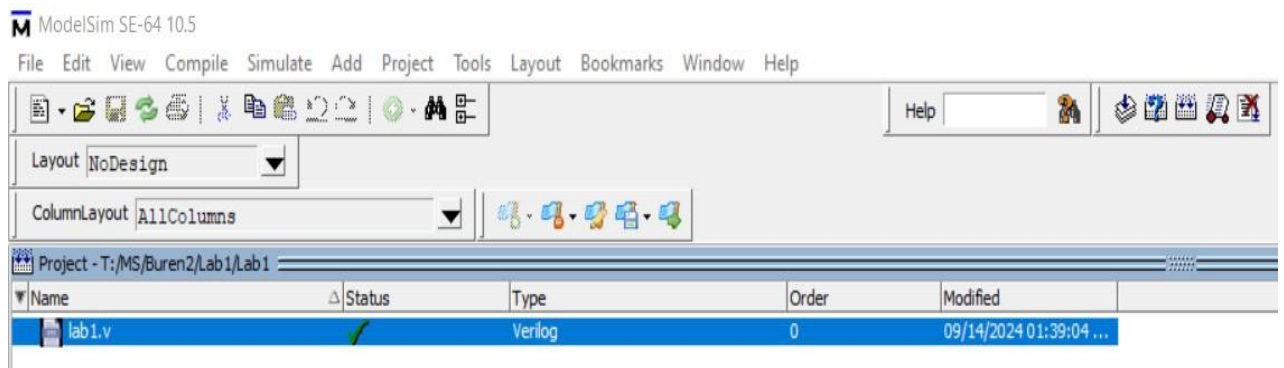 ModelSim SE-64 10.5
File Edit View Compile Simulate Add Project Tools Layout Bookmarks Window Help
Help
Layout NoDesign
ColumnLayout AllColumns
Project - T:/MS/Buren2/Lab1/Lab1
Name Status Type Order Modified
lab1.v Verilog 0 09/14/2024 01:39:04 ...